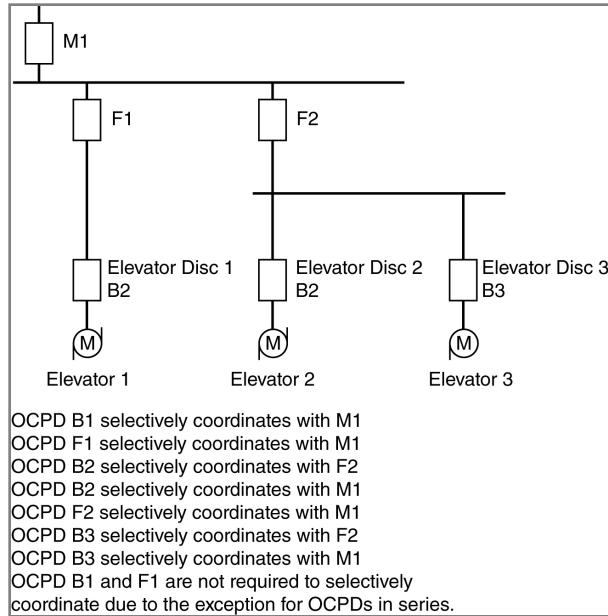 M1
F1
F2
Elevator Disc 1
B2
Elevator Disc 2
B2
Elevator Disc 3
B3
M
M
M
Elevator 1
Elevator 2
Elevator 3
OCPD B1 selectively coordinates with M1
OCPD F1 selectively coordinates with M1
OCPD B2 selectively coordinates with F2
OCPD B2 selectively coordinates with M1
OCPD F2 selectively coordinates with M1
OCPD B3 selectively coordinates with F2
OCPD B3 selectively coordinates with M1
OCPD B1 and F1 are not required to selectively
coordinate due to the exception for OCPDs in series.